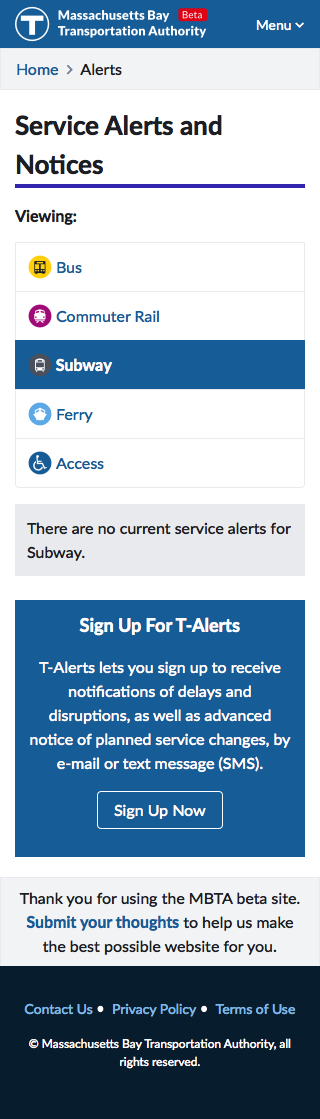 T Massachusetts Bay Beta
Transportation Authority
Menu
Home > Alerts
Service Alerts and
Notices
Viewing:
Bus
Commuter Rail
Subway
Ferry
Access
There are no current service alerts for
Subway.
Sign Up For T-Alerts
T-Alerts lets you sign up to receive
notifications of delays and
disruptions, as well as advanced
notice of planned service changes, by
e-mail or text message (SMS).
Sign Up Now
Thank you for using the MBTA beta site.
Submit your thoughts to help us make
the best possible website for you.
Contact Us • Privacy Policy • Terms of Use
© Massachusetts Bay Transportation Authority, all
rights reserved.